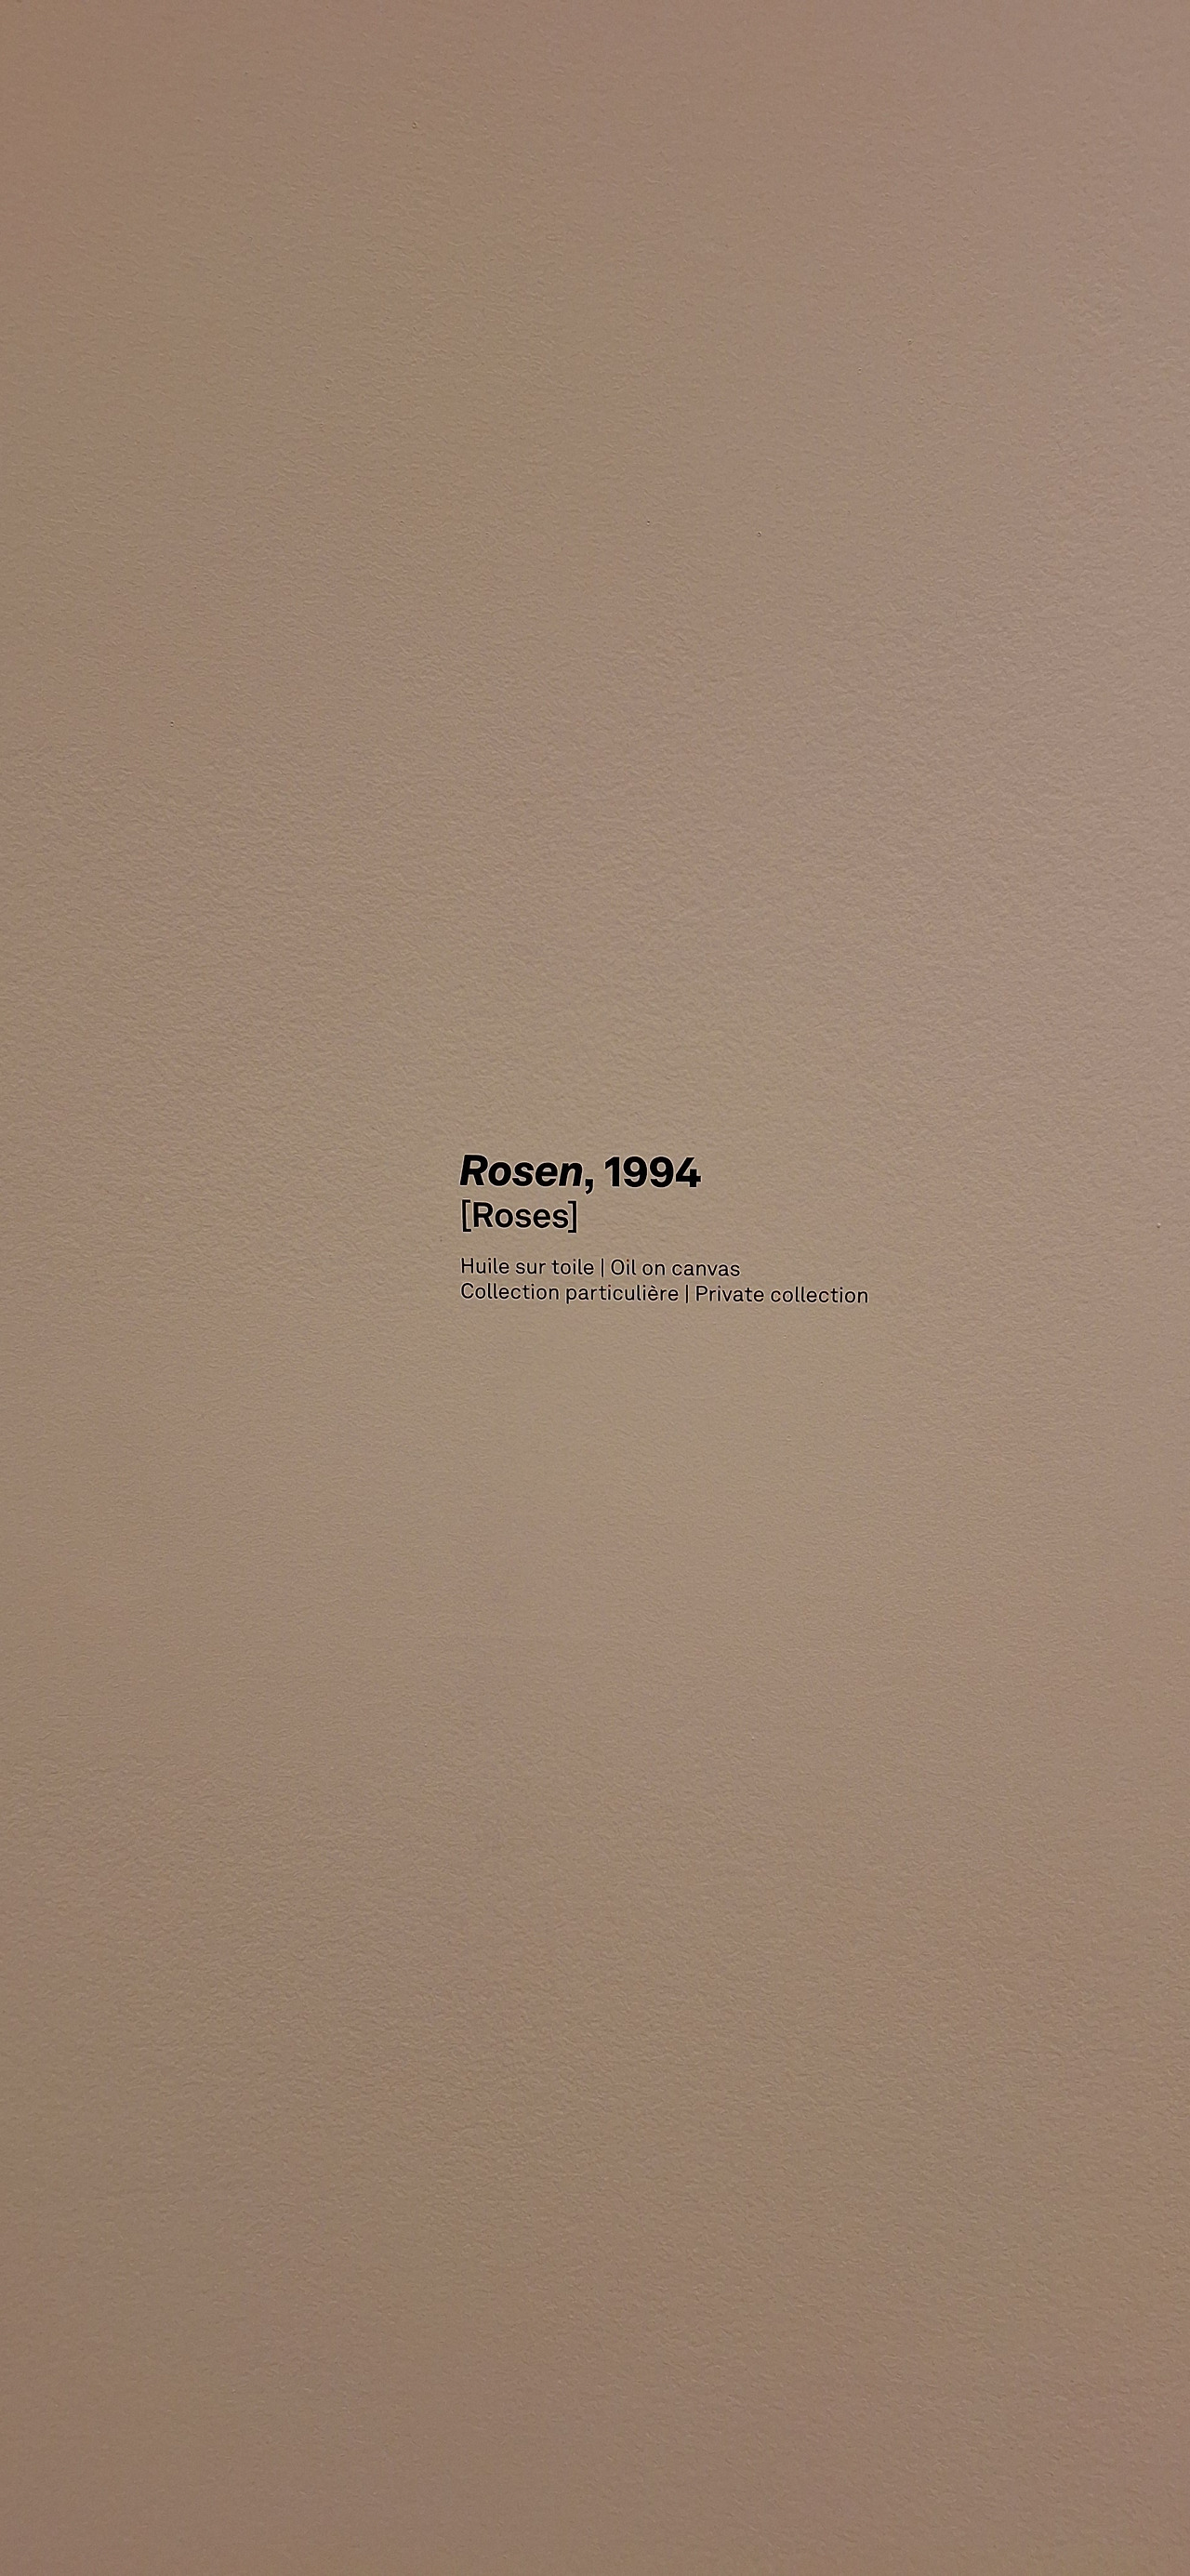 Rosen, 1994
[Roses]
Huile sur toile | Oil on canvas
Collection particulière | Private collection